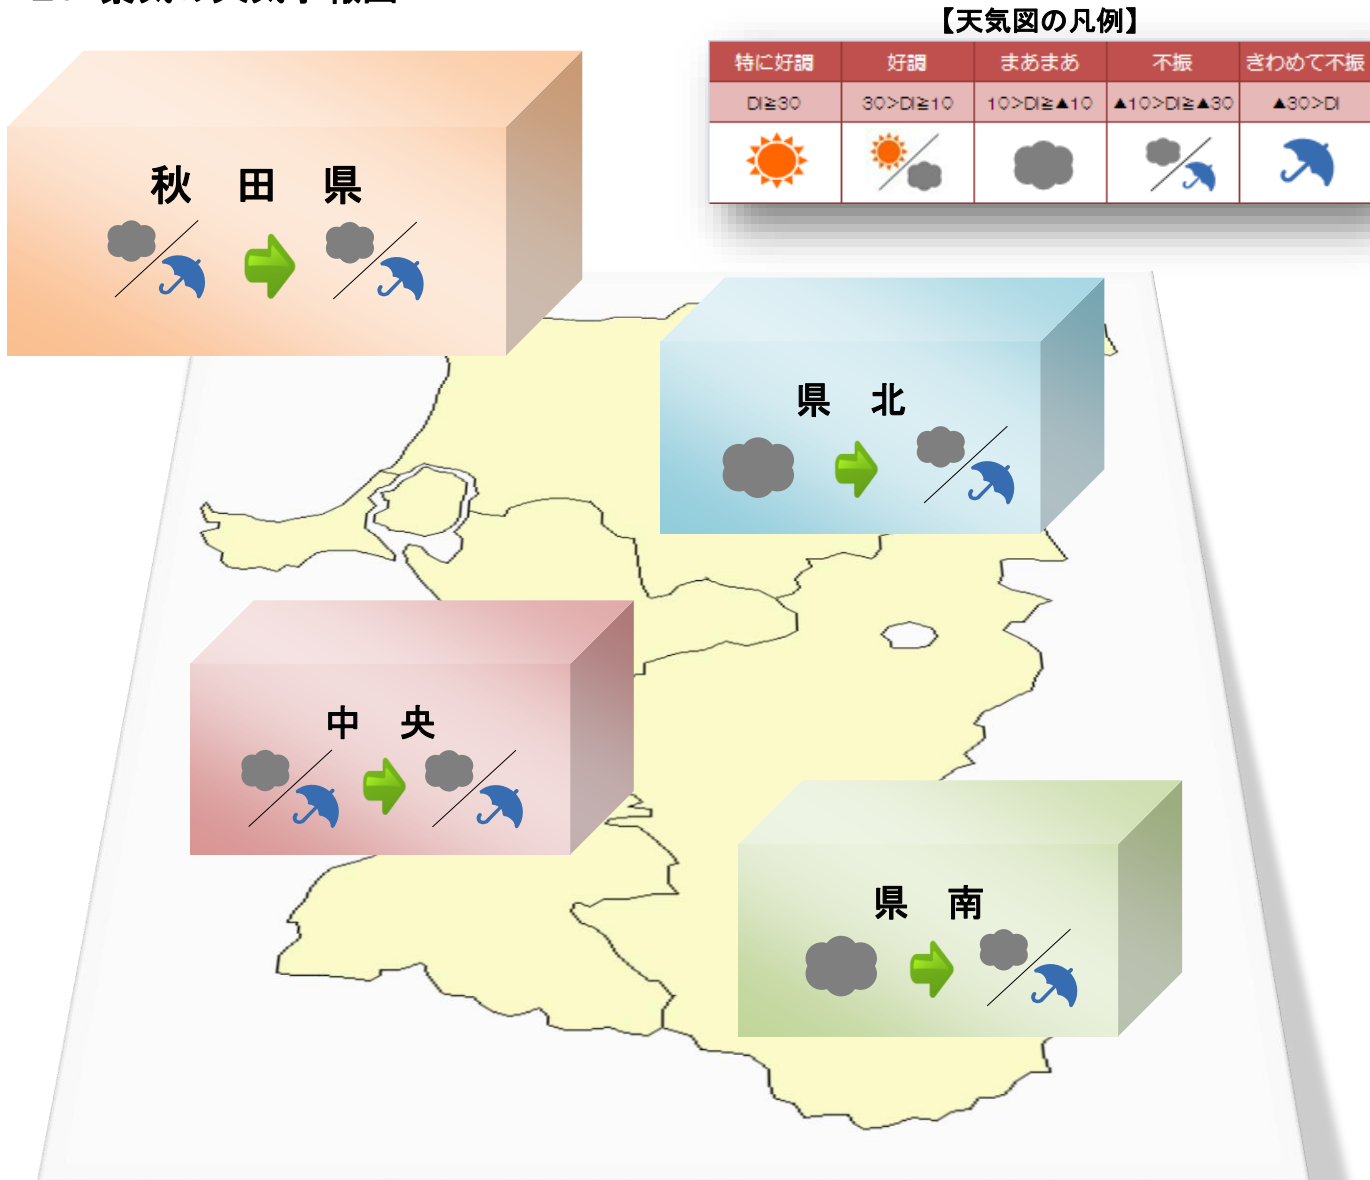 【天気図の凡例】
特に好調 好調 まあまあ 不振 きわめて不振
DI≧30 30>DI≧10 10>DI≧▲10 ▲10>DI≧▲30 ▲30>DI
秋 田 県
県 北
中 央
県 南